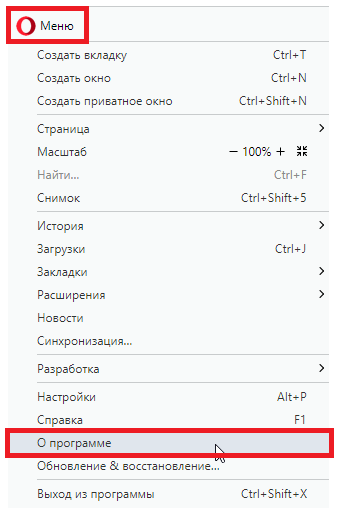 Меню
Создать вкладку Ctrl+T
Создать окно Ctrl+N
Создать приватное окно Ctrl+Shift+N
Страница
Масштаб — 100% +
Найти... Ctrl+F
Снимок Ctrl+Shift+5
История
Загрузки Ctrl+J
Закладки
Расширения
Новости
Синхронизация...
Разработка
Настройки Alt+P
Справка F1
О программе
Обновление & восстановление...
Выход из программы Ctrl+Shift+X